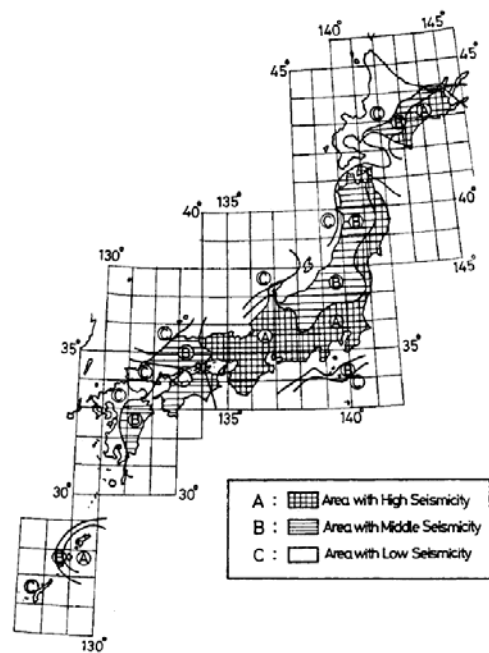 140° 145°
45°
C A
B 45°
40° 135° C B 40°
130° C 145°
B
C A A
35° B 35°
C B
C 135° C
B 140°
30° 30°
A : Area with High Seismicity
B : Area with Middle Seismicity
B A
C : Area with Low Seismicity
C
130°